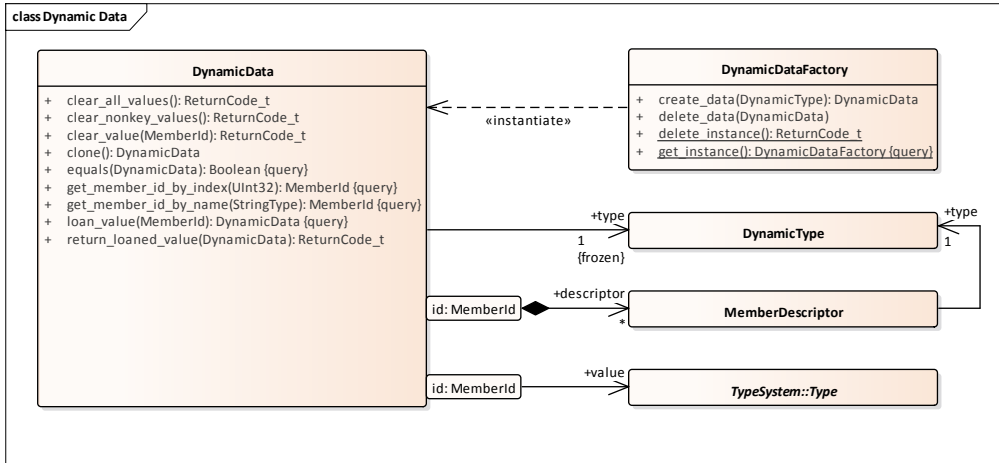 class Dynamic Data
DynamicData
+ clear_all_values(): ReturnCode_t
+ clear_nonkey_values(): ReturnCode_t
+ clear_value(MemberId): ReturnCode_t
+ clone(): DynamicData
+ equals(DynamicData): Boolean {query}
+ get_member_id_by_index(UInt32): MemberId {query}
+ get_member_id_by_name(StringType): MemberId {query}
+ loan_value(MemberId): DynamicData {query}
+ return_loaned_value(DynamicData): ReturnCode_t
«instantiate»
DynamicDataFactory
+ create_data(DynamicType): DynamicData
+ delete_data(DynamicData)
+ delete_instance(): ReturnCode_t
+ get_instance(): DynamicDataFactory {query}
+type
1
{frozen}
DynamicType
+type
1
id: MemberId
+descriptor
*
MemberDescriptor
id: MemberId
+value
TypeSystem::Type